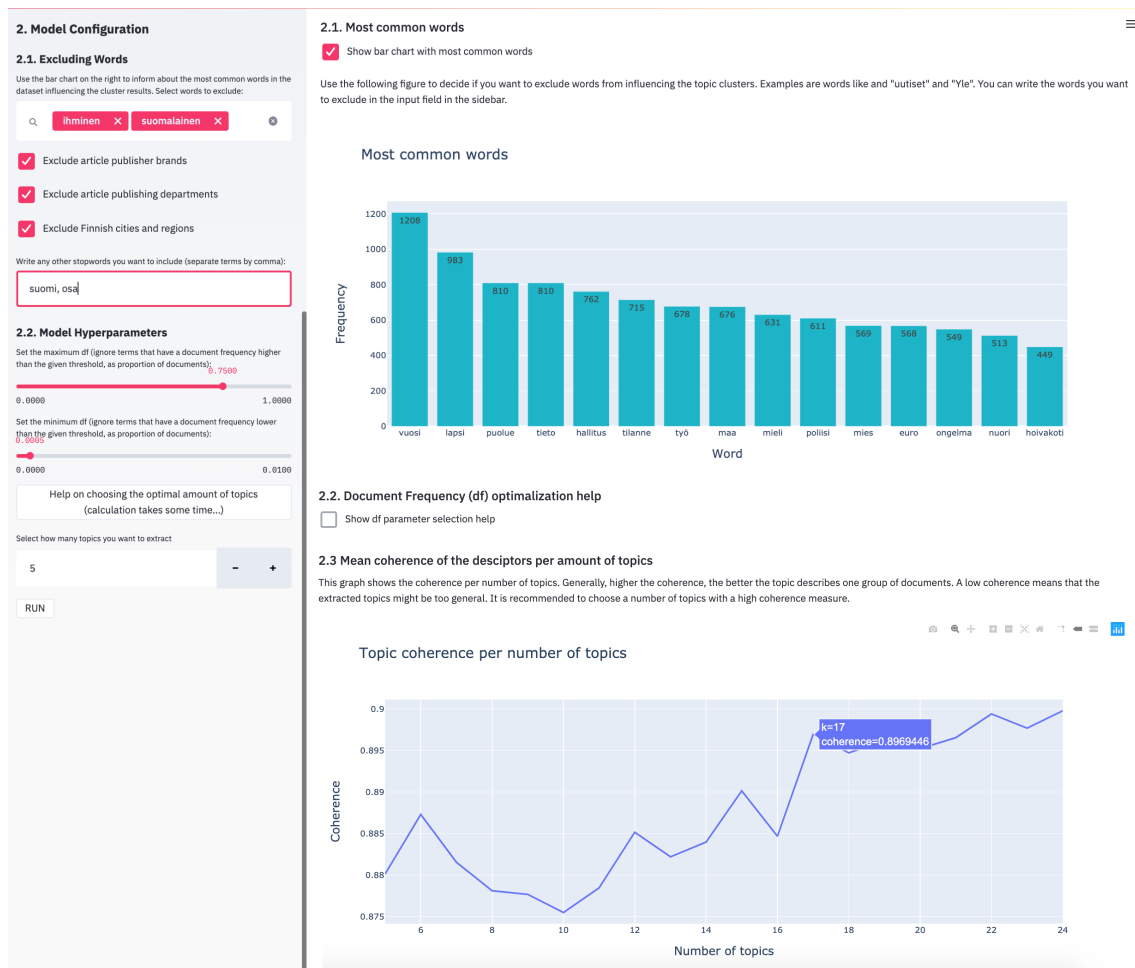 2. Model Configuration
2.1. Excluding Words
Use the bar chart on the right to inform about the most common words in the
dataset influencing the cluster results. Select words to exclude:
ihminen × suomalainen ×
Exclude article publisher brands
Exclude article publishing departments
Exclude Finnish cities and regions
Write any other stopwords you want to include (separate terms by comma):
suomi, osa
2.2. Model Hyperparameters
Set the maximum df (ignore terms that have a document frequency higher
than the given threshold, as proportion of documents):
0.7500
0.0000 1.0000
Set the minimum df (ignore terms that have a document frequency lower
than the given threshold, as proportion of documents):
0.0005
0.0000 0.0100
Help on choosing the optimal amount of topics
(calculation takes some time...)
Select how many topics you want to extract
5 - +
RUN
2.1. Most common words
Show bar chart with most common words
Use the following figure to decide if you want to exclude words from influencing the topic clusters. Examples are words like and "uutiset" and "Yle". You can write the words you want
to exclude in the input field in the sidebar.
Most common words
Frequency
1200
1000
800
600
400
200
0
1208 983 810 810 762 715 678 676 631 611 569 568 549 513 449
vuosi lapsi puolue tieto hallitus tilanne työ maa mieli poliisi mies euro ongelma nuori hoivakoti
Word
2.2. Document Frequency (df) optimalization help
Show df parameter selection help
2.3 Mean coherence of the desciptors per amount of topics
This graph shows the coherence per number of topics. Generally, higher the coherence, the better the topic describes one group of documents. A low coherence means that the
extracted topics might be too general. It is recommended to choose a number of topics with a high coherence measure.
Topic coherence per number of topics
Coherence
0.9
0.895
0.89
0.885
0.88
0.875
k=17
coherence=0.8969446
6 8 10 12 14 16 18 20 22 24
Number of topics